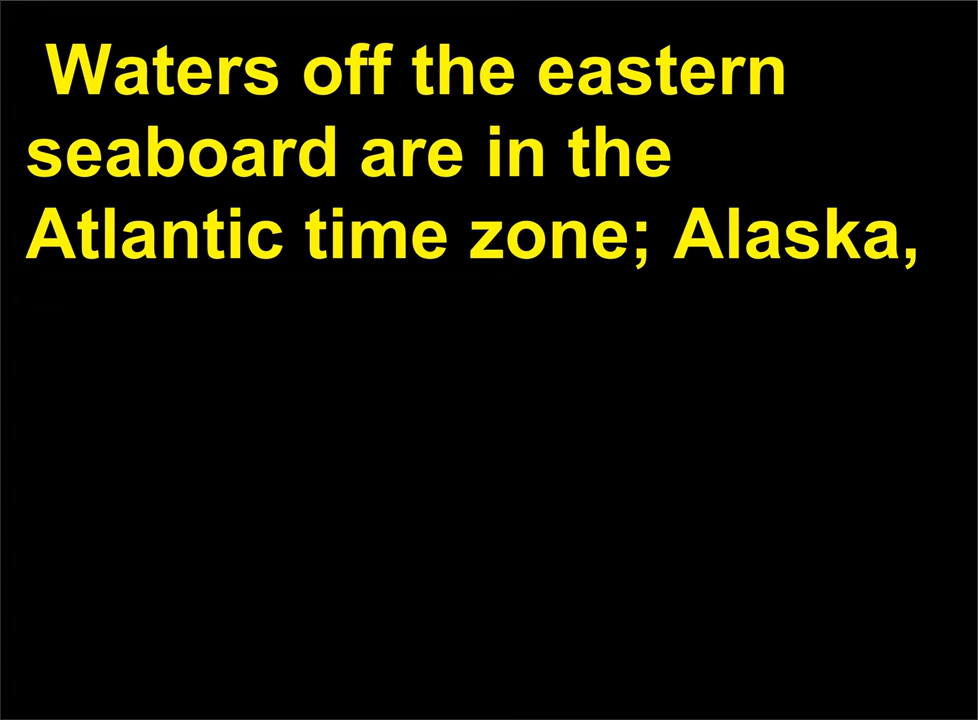 Waters off the eastern
seaboard are in the
Atlantic time zone; Alaska,